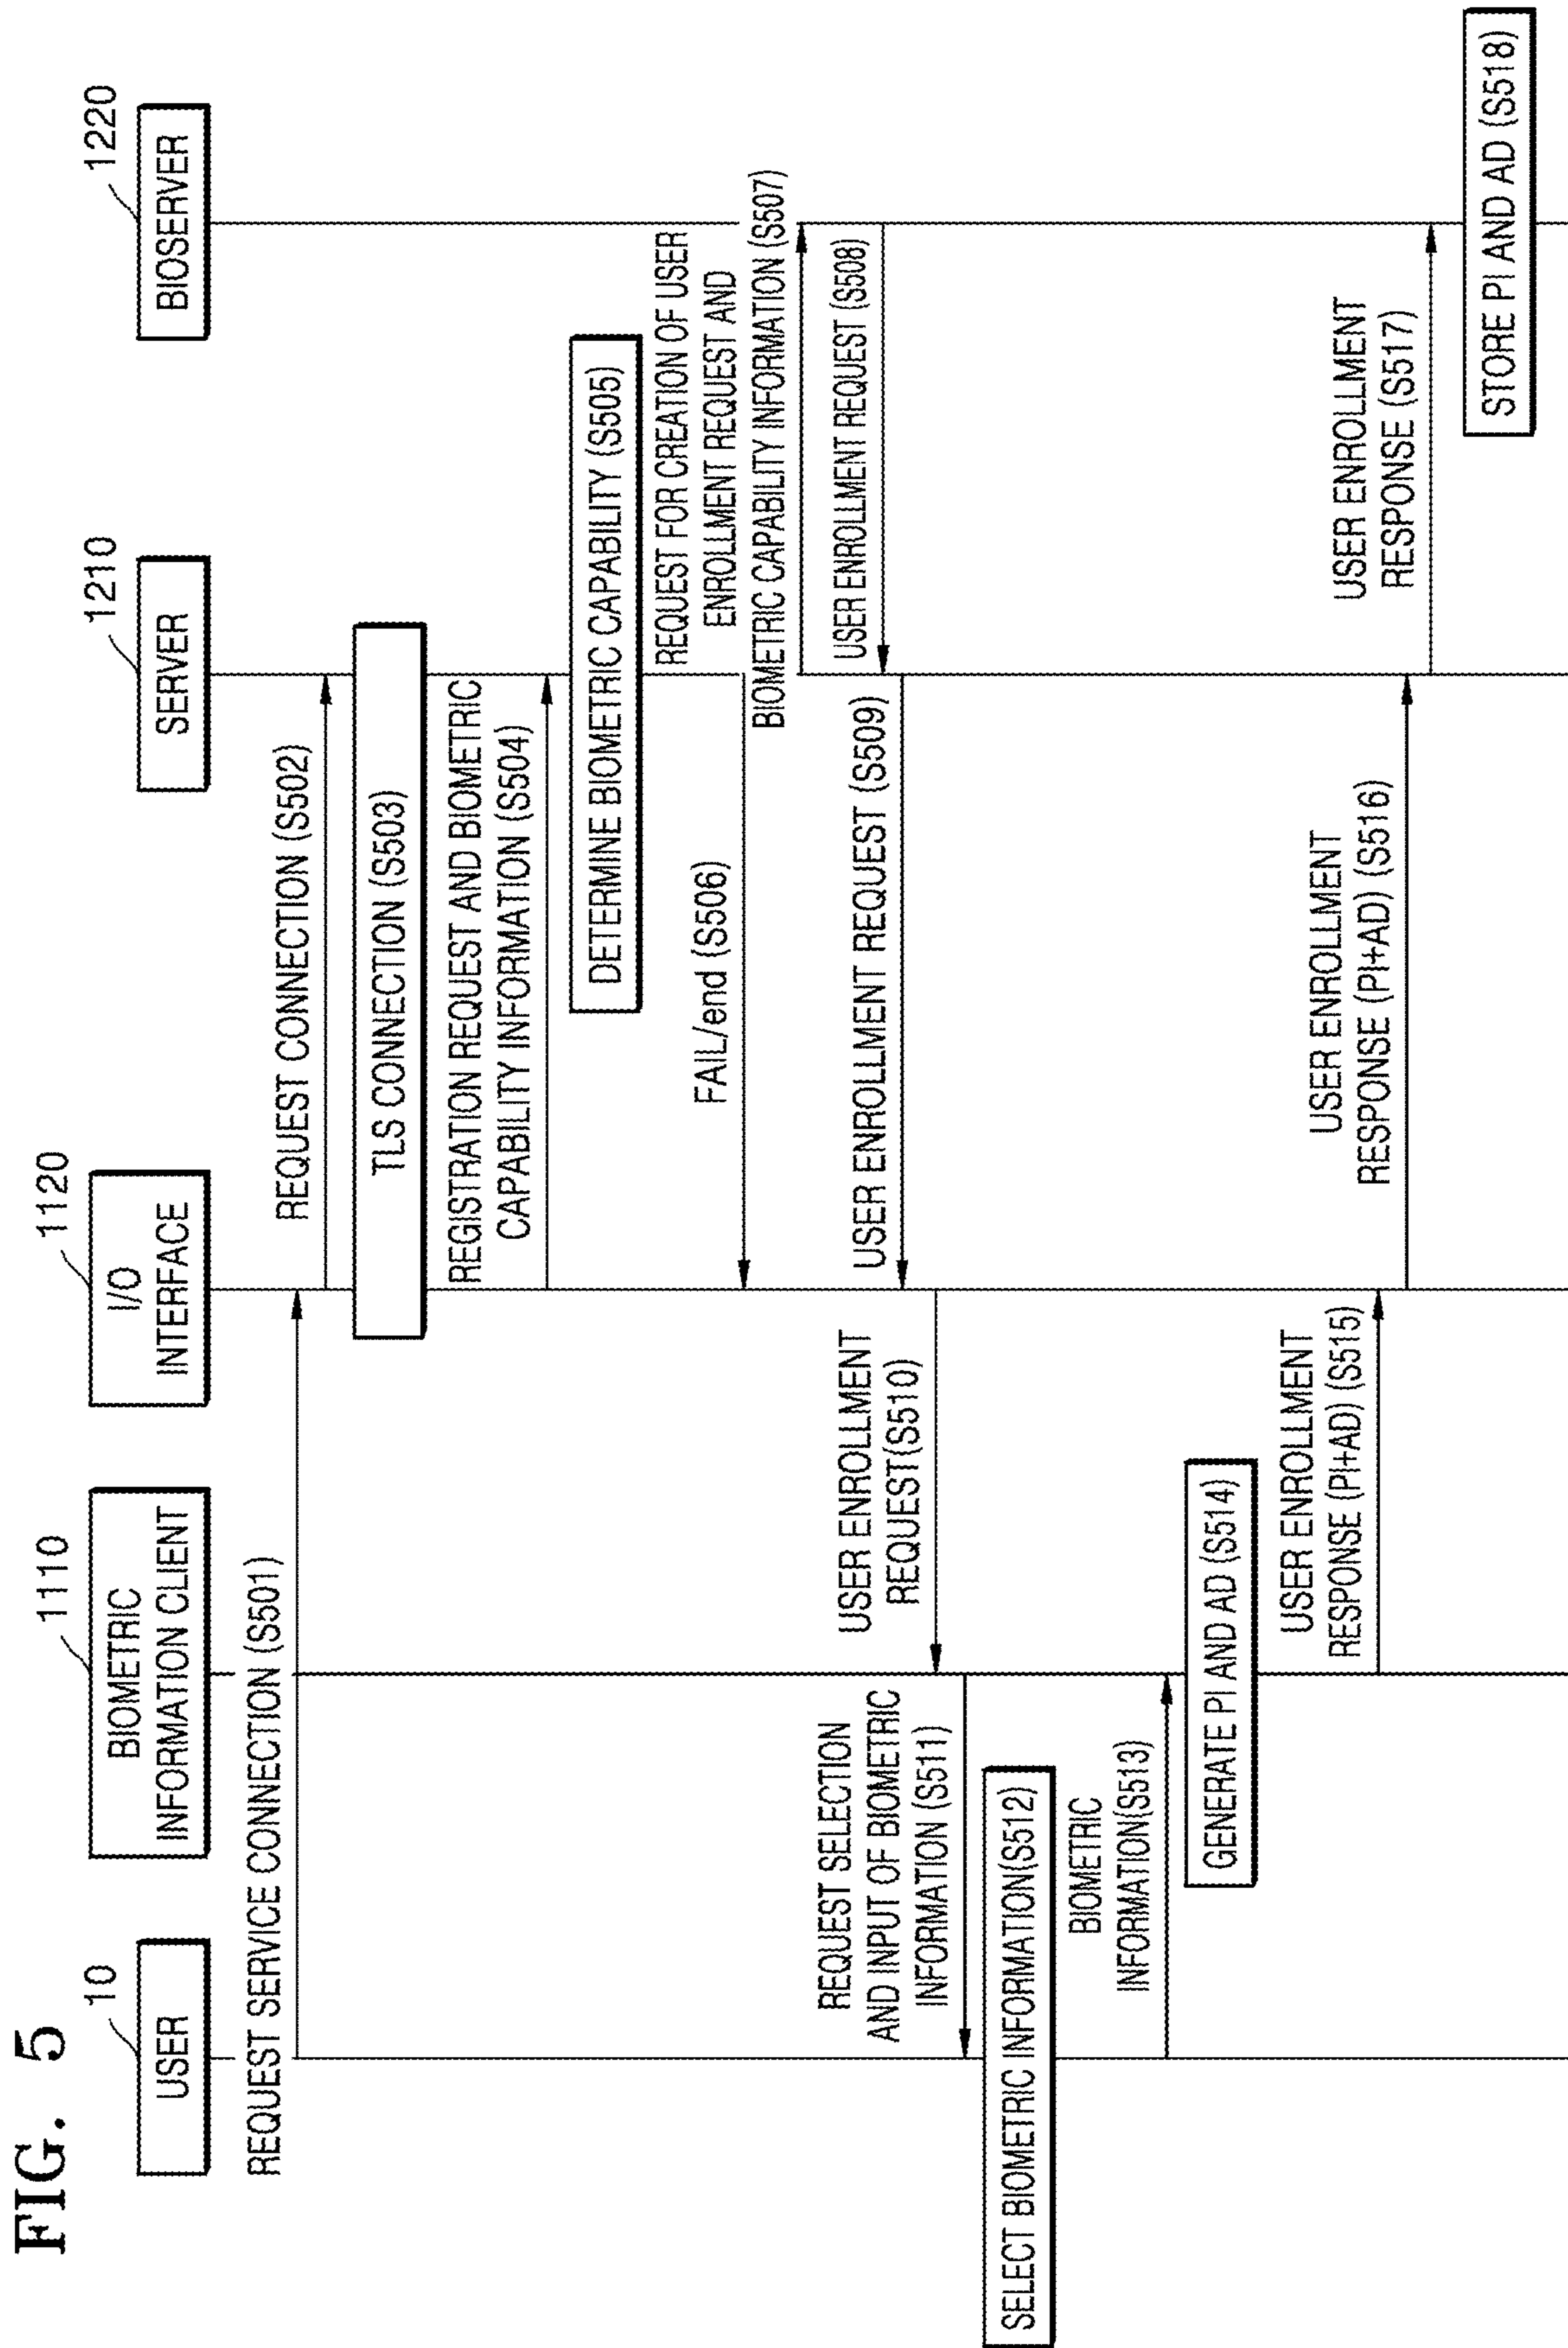 FIG. 5
10
USER
1110
BIOMETRIC
INFORMATION CLIENT
1120
I/O
INTERFACE
1210
SERVER
1220
BIOSERVER
REQUEST SERVICE CONNECTION (S501)
REQUEST CONNECTION (S502)
TLS CONNECTION (S503)
REGISTRATION REQUEST AND BIOMETRIC
CAPABILITY INFORMATION (S504)
DETERMINE BIOMETRIC CAPABILITY (S505)
FAIL/end (S506)
REQUEST FOR CREATION OF USER
ENROLLMENT REQUEST AND
BIOMETRIC CAPABILITY INFORMATION (S507)
USER ENROLLMENT REQUEST (S508)
USER ENROLLMENT REQUEST (S509)
USER ENROLLMENT
REQUEST(S510)
REQUEST SELECTION
AND INPUT OF BIOMETRIC
INFORMATION (S511)
SELECT BIOMETRIC INFORMATION(S512)
BIOMETRIC
INFORMATION(S513)
GENERATE PI AND AD (S514)
USER ENROLLMENT
RESPONSE (PI+AD) (S515)
USER ENROLLMENT
RESPONSE (PI+AD) (S516)
USER ENROLLMENT
RESPONSE (S517)
STORE PI AND AD (S518)